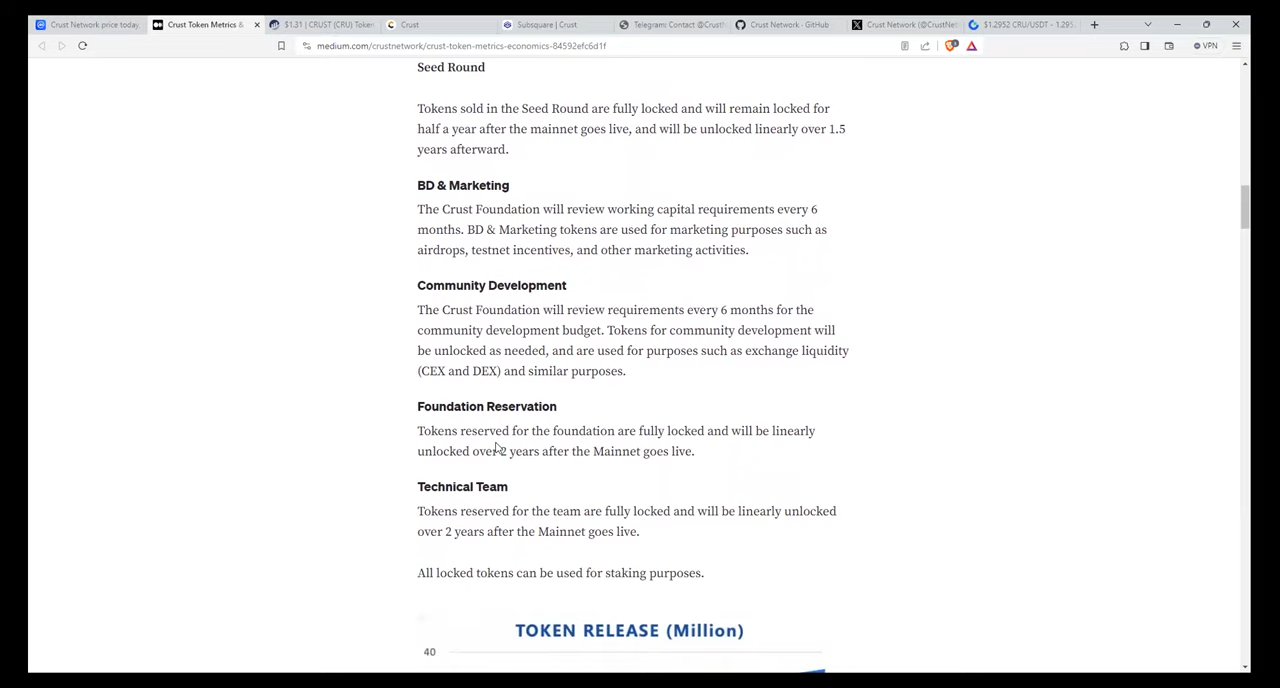 Crust Network price today
Crust Token Metrics &
$1.31 | CRUST (CRU) Token
Crust
Subsquare | Crust
Telegram: Contact @Crust
Crust Network · GitHub
Crust Network (@CrustNe
$1.2952 CRU/USDT - 1.295
medium.com/crustnetwork/crust-token-metrics-economics-84592efc6d1f
VPN
Seed Round
Tokens sold in the Seed Round are fully locked and will remain locked for
half a year after the mainnet goes live, and will be unlocked linearly over 1.5
years afterward.
BD & Marketing
The Crust Foundation will review working capital requirements every 6
months. BD & Marketing tokens are used for marketing purposes such as
airdrops, testnet incentives, and other marketing activities.
Community Development
The Crust Foundation will review requirements every 6 months for the
community development budget. Tokens for community development will
be unlocked as needed, and are used for purposes such as exchange liquidity
(CEX and DEX) and similar purposes.
Foundation Reservation
Tokens reserved for the foundation are fully locked and will be linearly
unlocked over 2 years after the Mainnet goes live.
Technical Team
Tokens reserved for the team are fully locked and will be linearly unlocked
over 2 years after the Mainnet goes live.
All locked tokens can be used for staking purposes.
TOKEN RELEASE (Million)
40